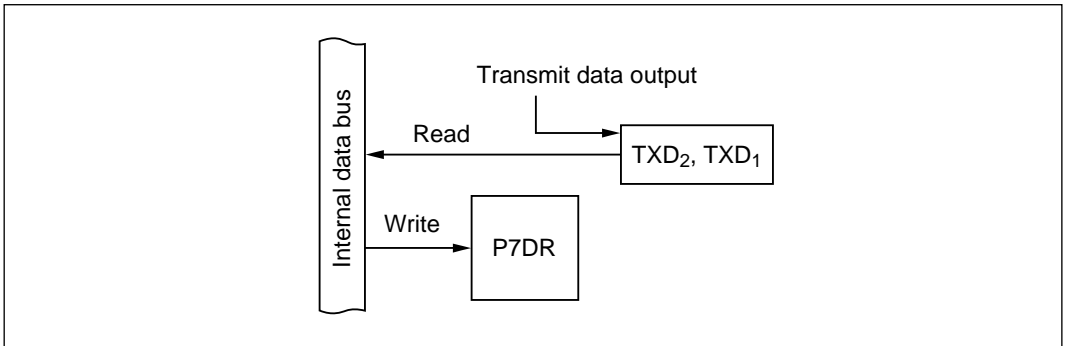 Transmit data output
Read
TXD₂, TXD₁
Internal data bus
Write
P7DR